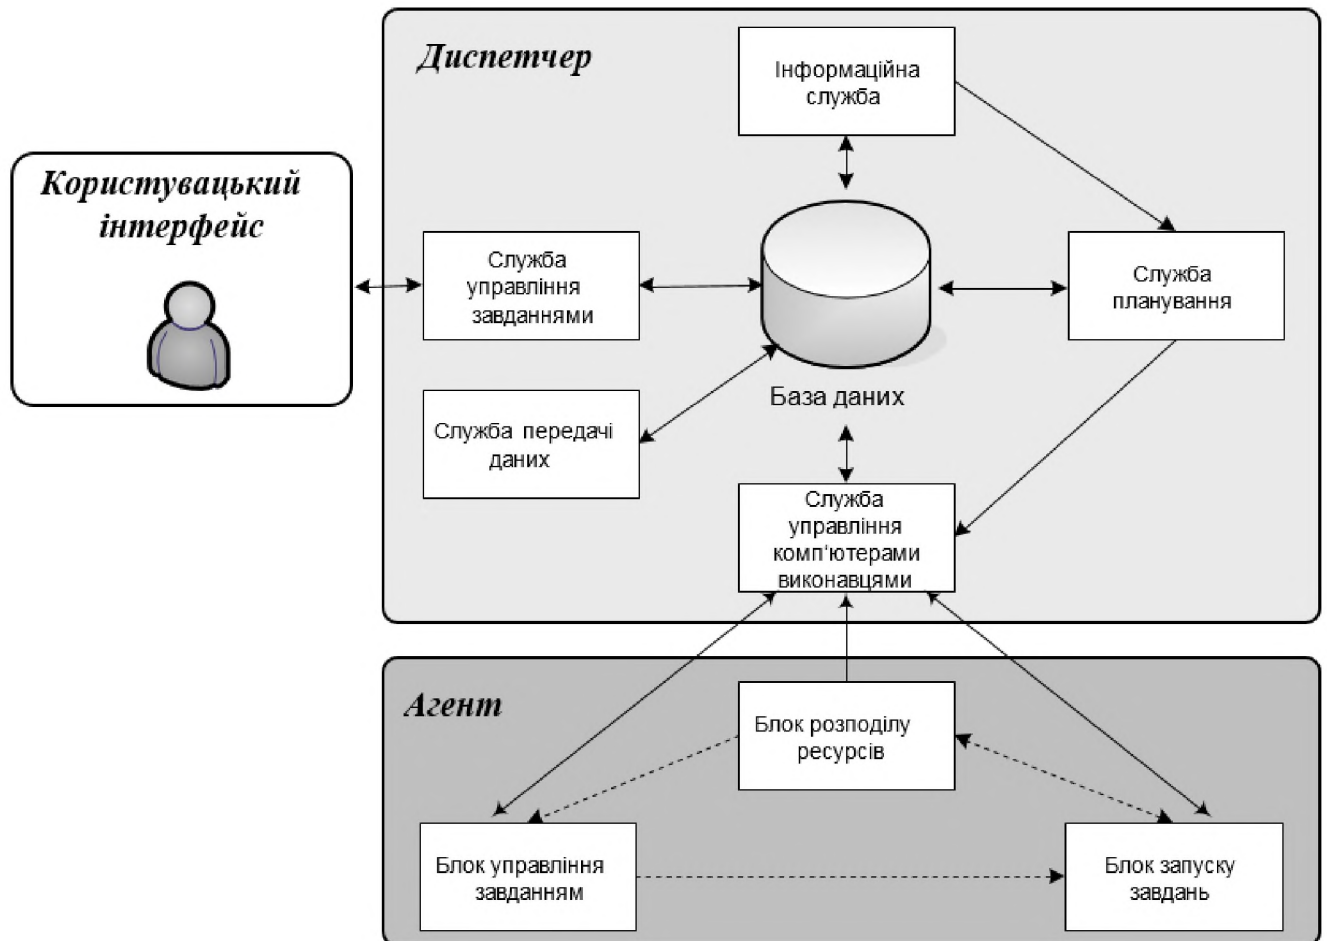 Диспетчер
Інформаційна
служба
Користувацький
інтерфейс
Служба
управління
завданнями
Служба
планування
База даних
Служба передачі
даних
Служба
управління
комп'ютерами
виконавцями
Агент
Блок розподілу
ресурсів
Блок управління
завданням
Блок запуску
завдань